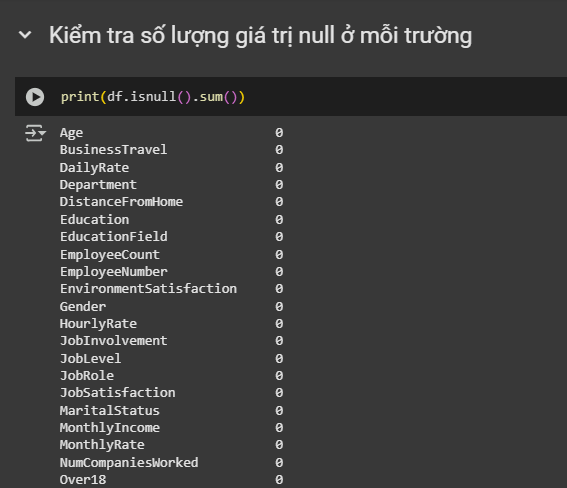 Kiểm tra số lượng giá trị null ở mỗi trường
print(df.isnull().sum())
Age 0
BusinessTravel 0
DailyRate 0
Department 0
DistanceFromHome 0
Education 0
EducationField 0
EmployeeCount 0
EmployeeNumber 0
EnvironmentSatisfaction 0
Gender 0
HourlyRate 0
JobInvolvement 0
JobLevel 0
JobRole 0
JobSatisfaction 0
MaritalStatus 0
MonthlyIncome 0
MonthlyRate 0
NumCompaniesWorked 0
Over18 0